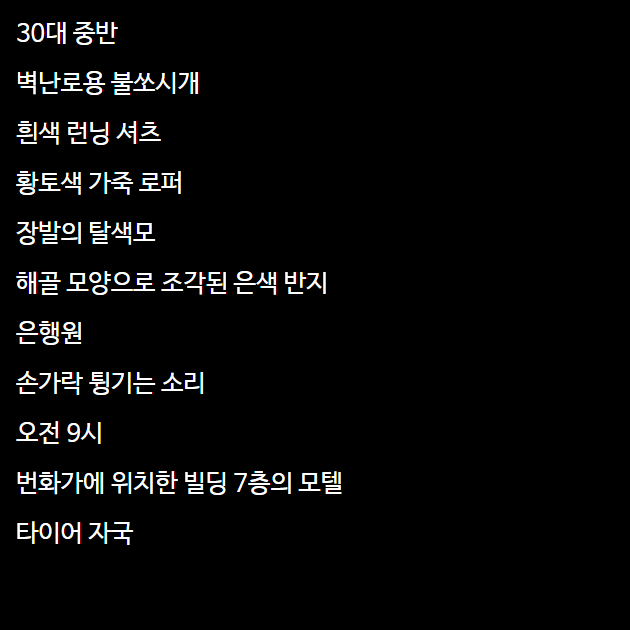 30대 중반
벽난로용 불쏘시개
흰색 런닝 셔츠
황토색 가죽 로퍼
장발의 탈색모
해골 모양으로 조각된 은색 반지
은행원
손가락 튕기는 소리
오전 9시
번화가에 위치한 빌딩 7층의 모텔
타이어 자국